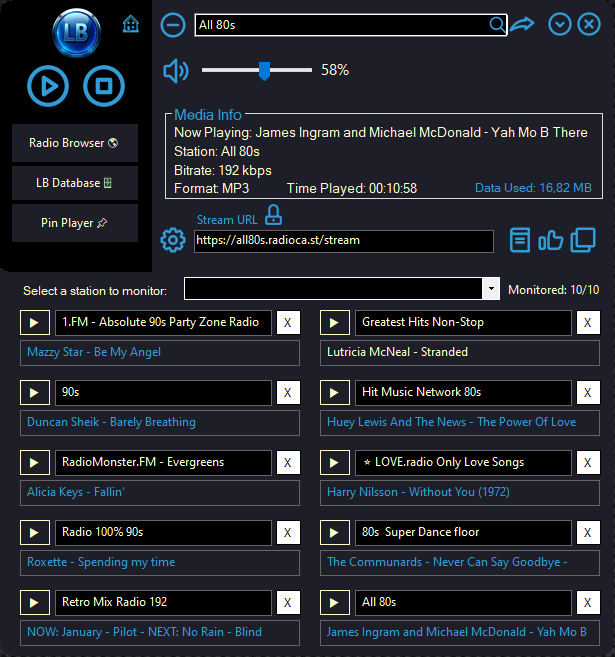 LB
All 80s
58%
Radio Browser
LB Database
Pin Player
Media Info
Now Playing: James Ingram and Michael McDonald - Yah Mo B There
Station: All 80s
Bitrate: 192 kbps
Format: MP3 Time Played: 00:10:58 Data Used: 16,82 MB
Stream URL
https://all80s.radioca.st/stream
Select a station to monitor: Monitored: 10/10
1.FM - Absolute 90s Party Zone Radio X
Mazzy Star - Be My Angel
Greatest Hits Non-Stop X
Lutricia McNeal - Stranded
90s X
Duncan Sheik - Barely Breathing
Hit Music Network 80s X
Huey Lewis And The News - The Power Of Love
RadioMonster.FM - Evergreens X
Alicia Keys - Fallin'
⭐ LOVE.radio Only Love Songs X
Harry Nilsson - Without You (1972)
Radio 100% 90s X
Roxette - Spending my time
80s  Super Dance floor X
The Communards - Never Can Say Goodbye -
Retro Mix Radio 192 X
NOW: January - Pilot - NEXT: No Rain - Blind
All 80s X
James Ingram and Michael McDonald - Yah Mo B